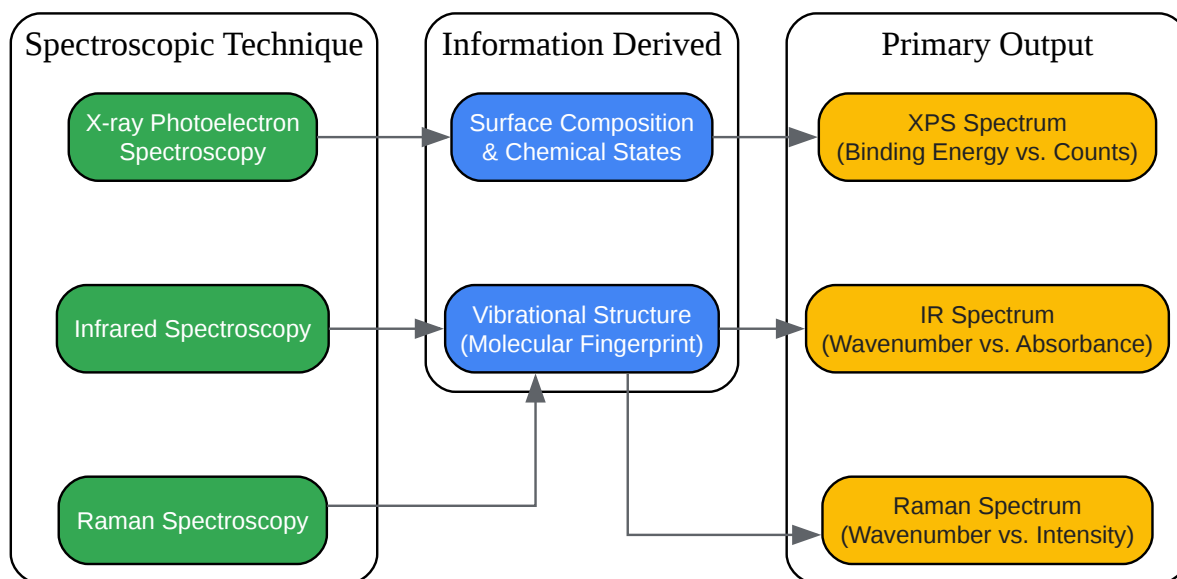 Spectroscopic Technique
Information Derived
Primary Output
X-ray Photoelectron
Spectroscopy
Surface Composition
& Chemical States
XPS Spectrum
(Binding Energy vs. Counts)
Infrared Spectroscopy
Vibrational Structure
(Molecular Fingerprint)
IR Spectrum
(Wavenumber vs. Absorbance)
Raman Spectroscopy
Raman Spectrum
(Wavenumber vs. Intensity)